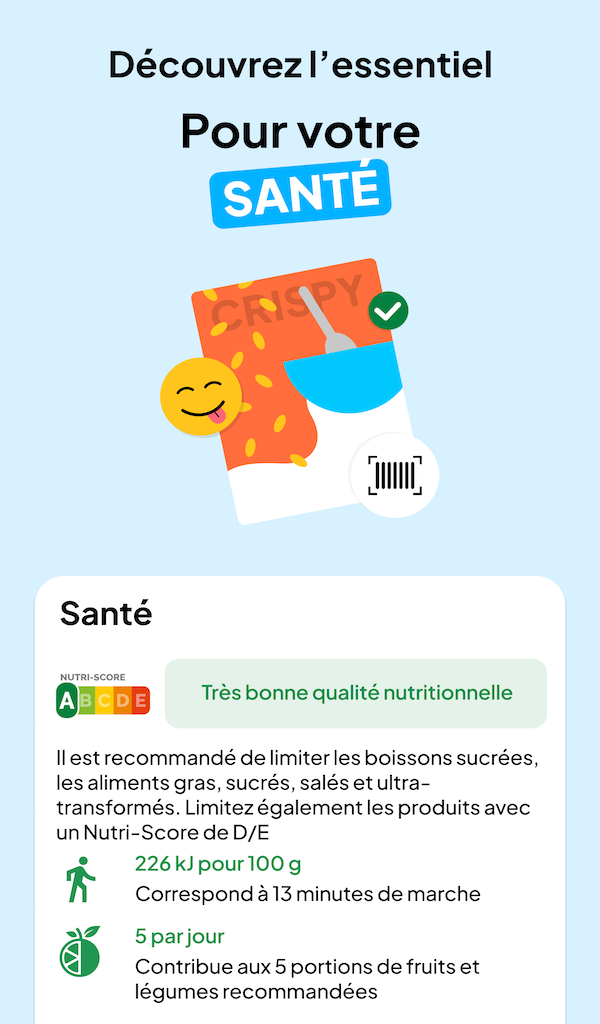 Découvrez l’essentiel
Pour votre
SANTÉ
CRISPY
Santé
NUTRI-SCORE
A B C D E
Très bonne qualité nutritionnelle
Il est recommandé de limiter les boissons sucrées,
les aliments gras, sucrés, salés et ultra-
transformés. Limitez également les produits avec
un Nutri-Score de D/E
226 kJ pour 100 g
Correspond à 13 minutes de marche
5 par jour
Contribue aux 5 portions de fruits et
légumes recommandées